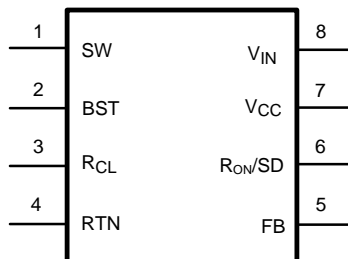 1 SW VIN 8
2 BST VCC 7
3 RCL RON/SD 6
4 RTN FB 5